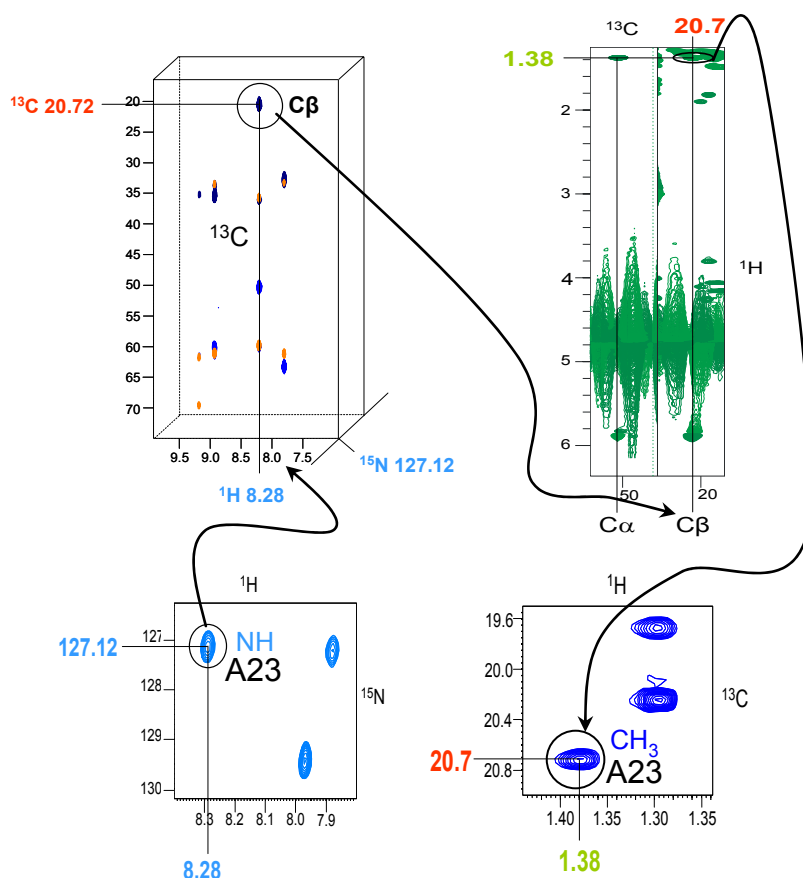 ¹³C 20.72
Cβ
20
25
30
35
40
45
50
55
60
65
70
¹³C
9.5 9.0 8.5 8.0 7.5
¹⁵N 127.12
¹H 8.28
¹³C
20.7
1.38
2
3
4
5
6
¹H
50 20
Cα Cβ
¹H
127.12
127
128
129
130
NH
A23
¹⁵N
8.3 8.2 8.1 8.0 7.9
8.28
¹H
19.6
20.0
20.4
20.8
20.7
CH₃
A23
¹³C
1.40 1.35 1.30 1.35
1.38